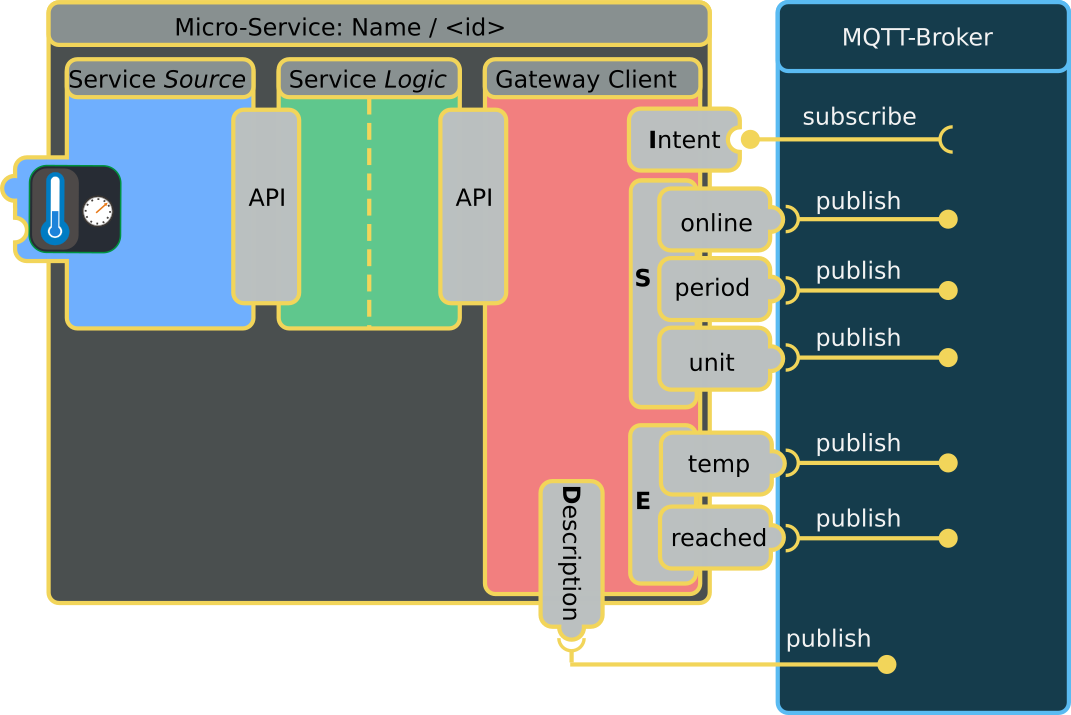 Micro-Service: Name / <id>
MQTT-Broker
Service Source
Service Logic
Gateway Client
API
API
Intent
subscribe
S
online
publish
period
publish
unit
publish
E
temp
publish
reached
publish
Description
publish